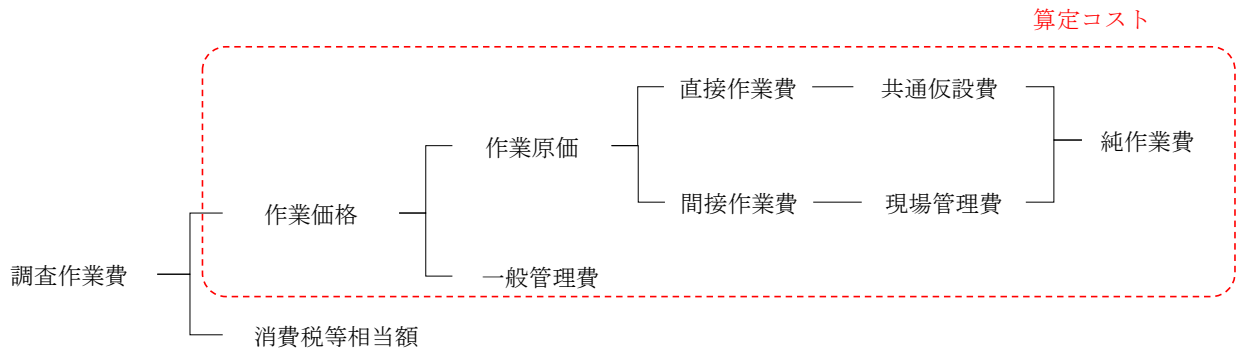 算定コスト
直接作業費
共通仮設費
作業原価
純作業費
間接作業費
現場管理費
作業価格
調査作業費
一般管理費
消費税等相当額